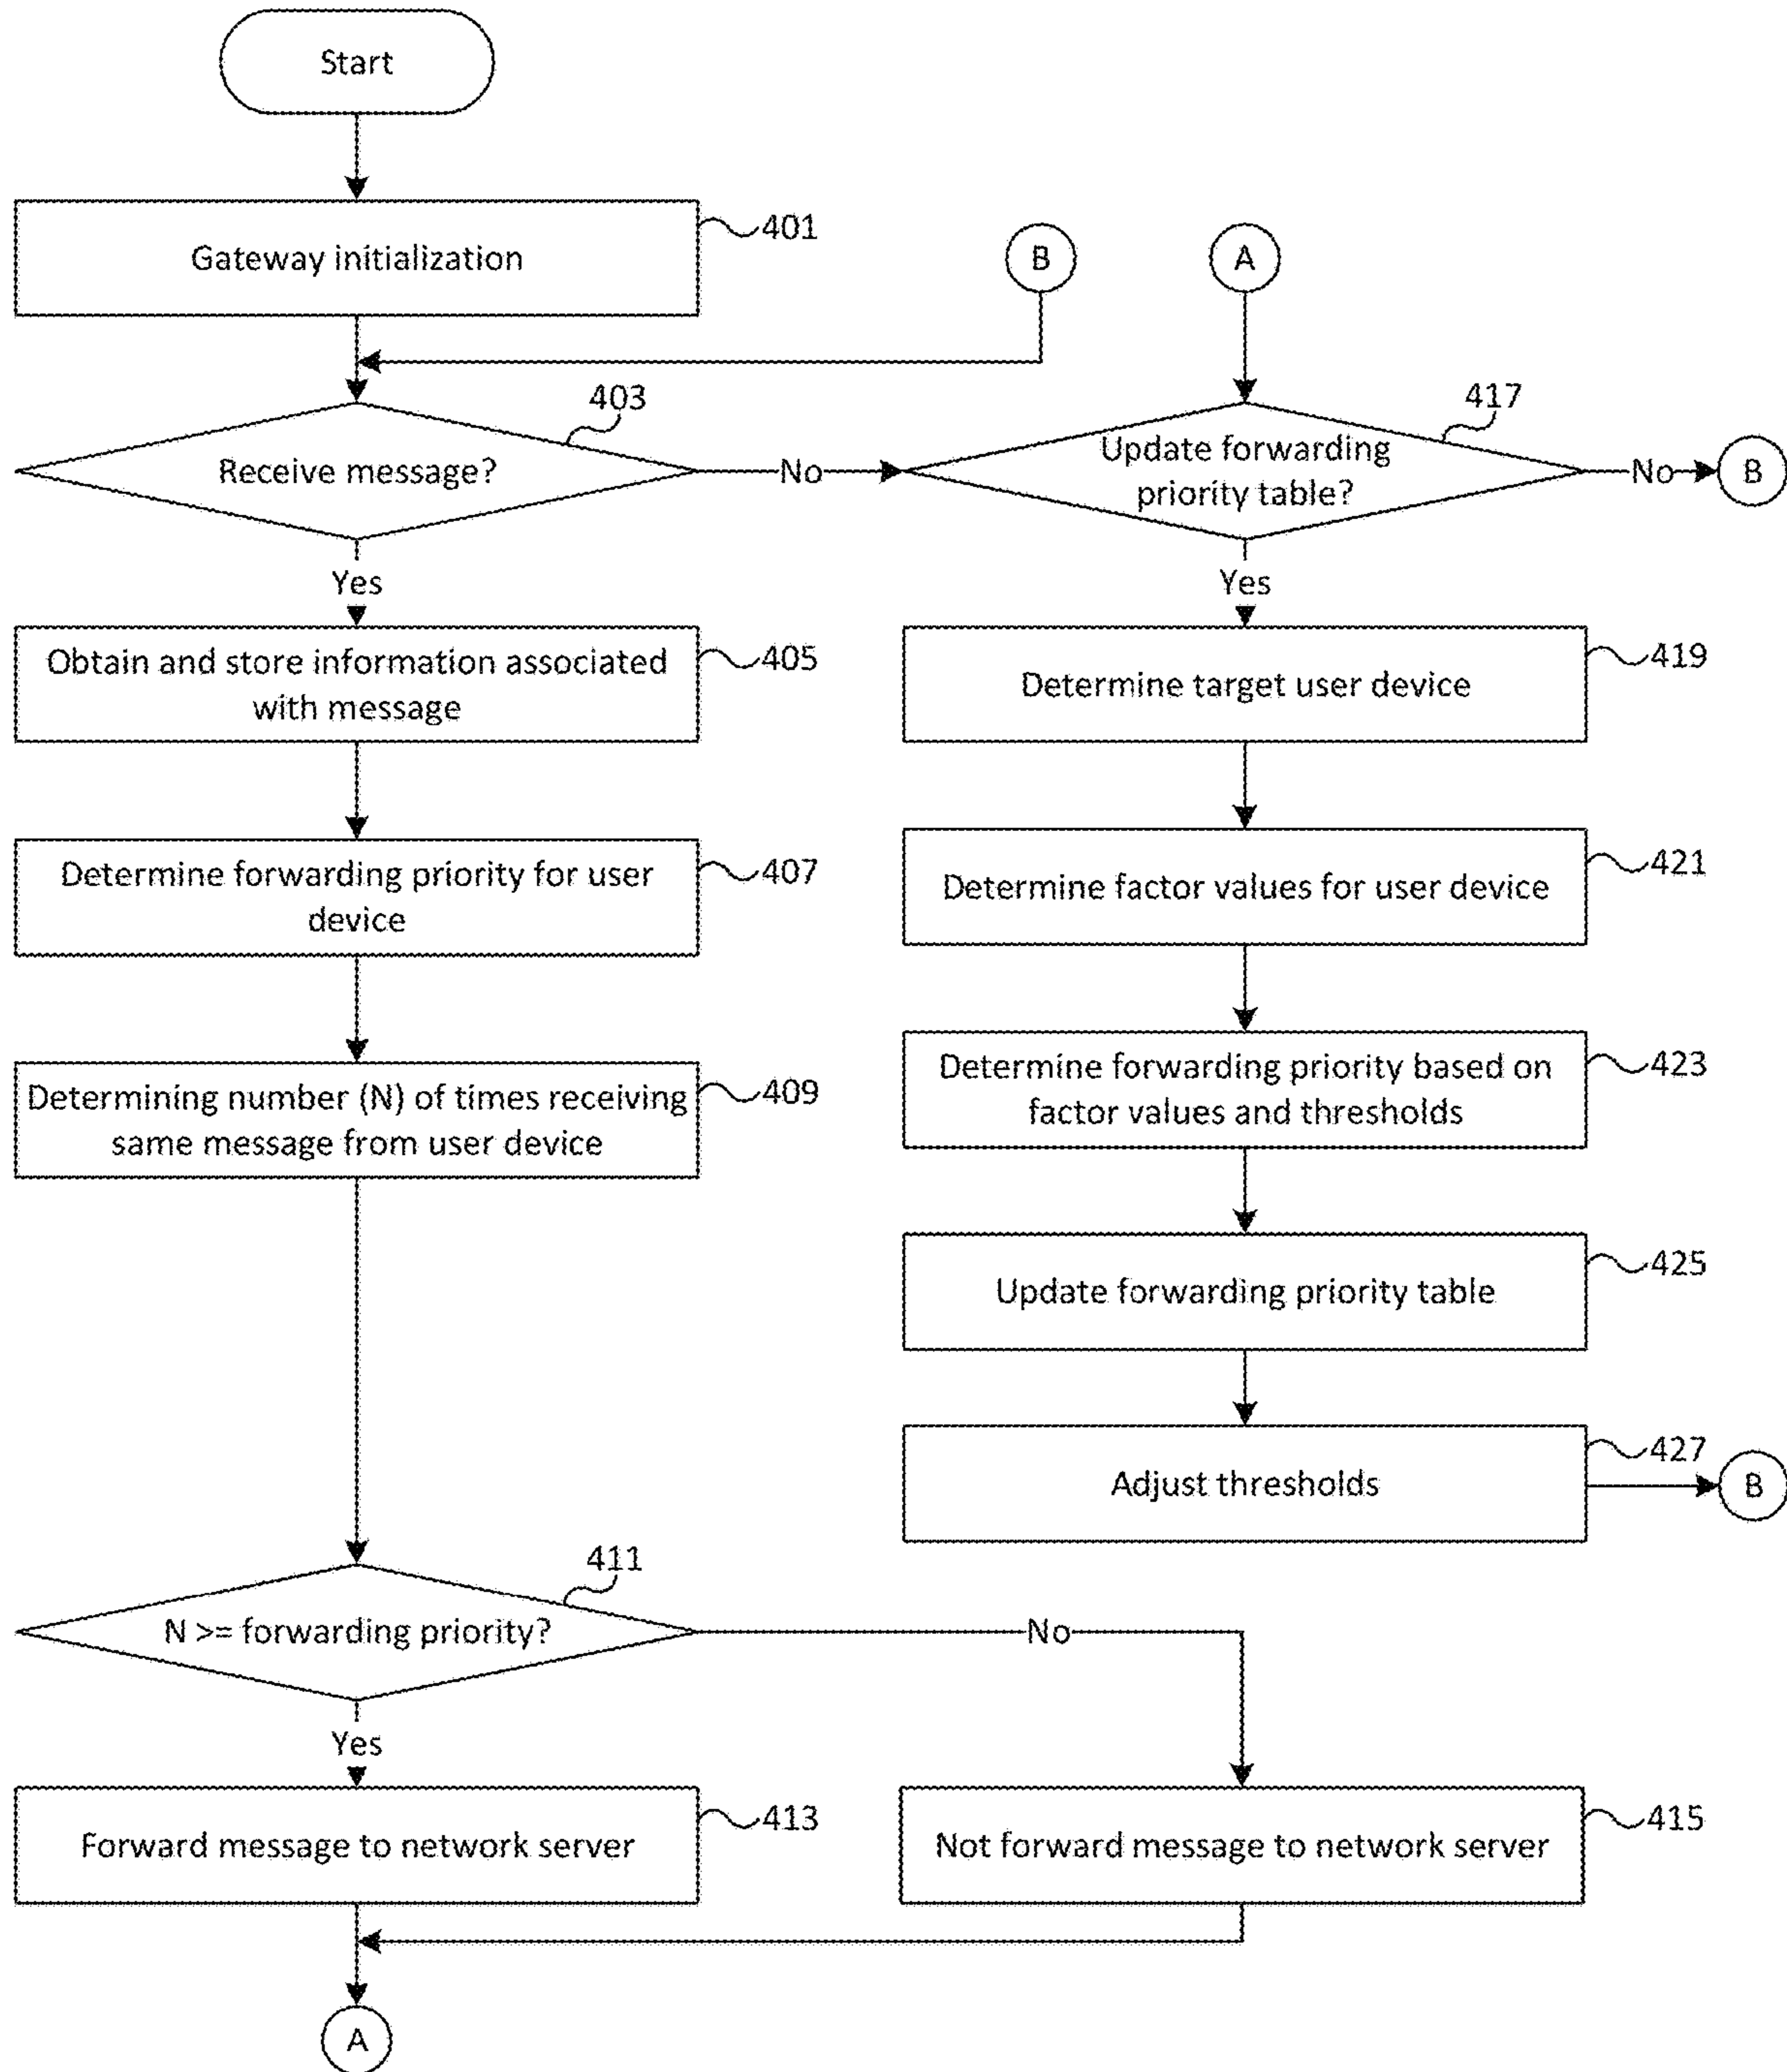 Start
Gateway initialization
401
B
A
Receive message?
403
No
Update forwarding
priority table?
417
No
B
Yes
Yes
Obtain and store information associated
with message
405
Determine target user device
419
Determine forwarding priority for user
device
407
Determine factor values for user device
421
Determining number (N) of times receiving
same message from user device
409
Determine forwarding priority based on
factor values and thresholds
423
Update forwarding priority table
425
Adjust thresholds
427
B
N >= forwarding priority?
411
No
Yes
Forward message to network server
413
Not forward message to network server
415
A